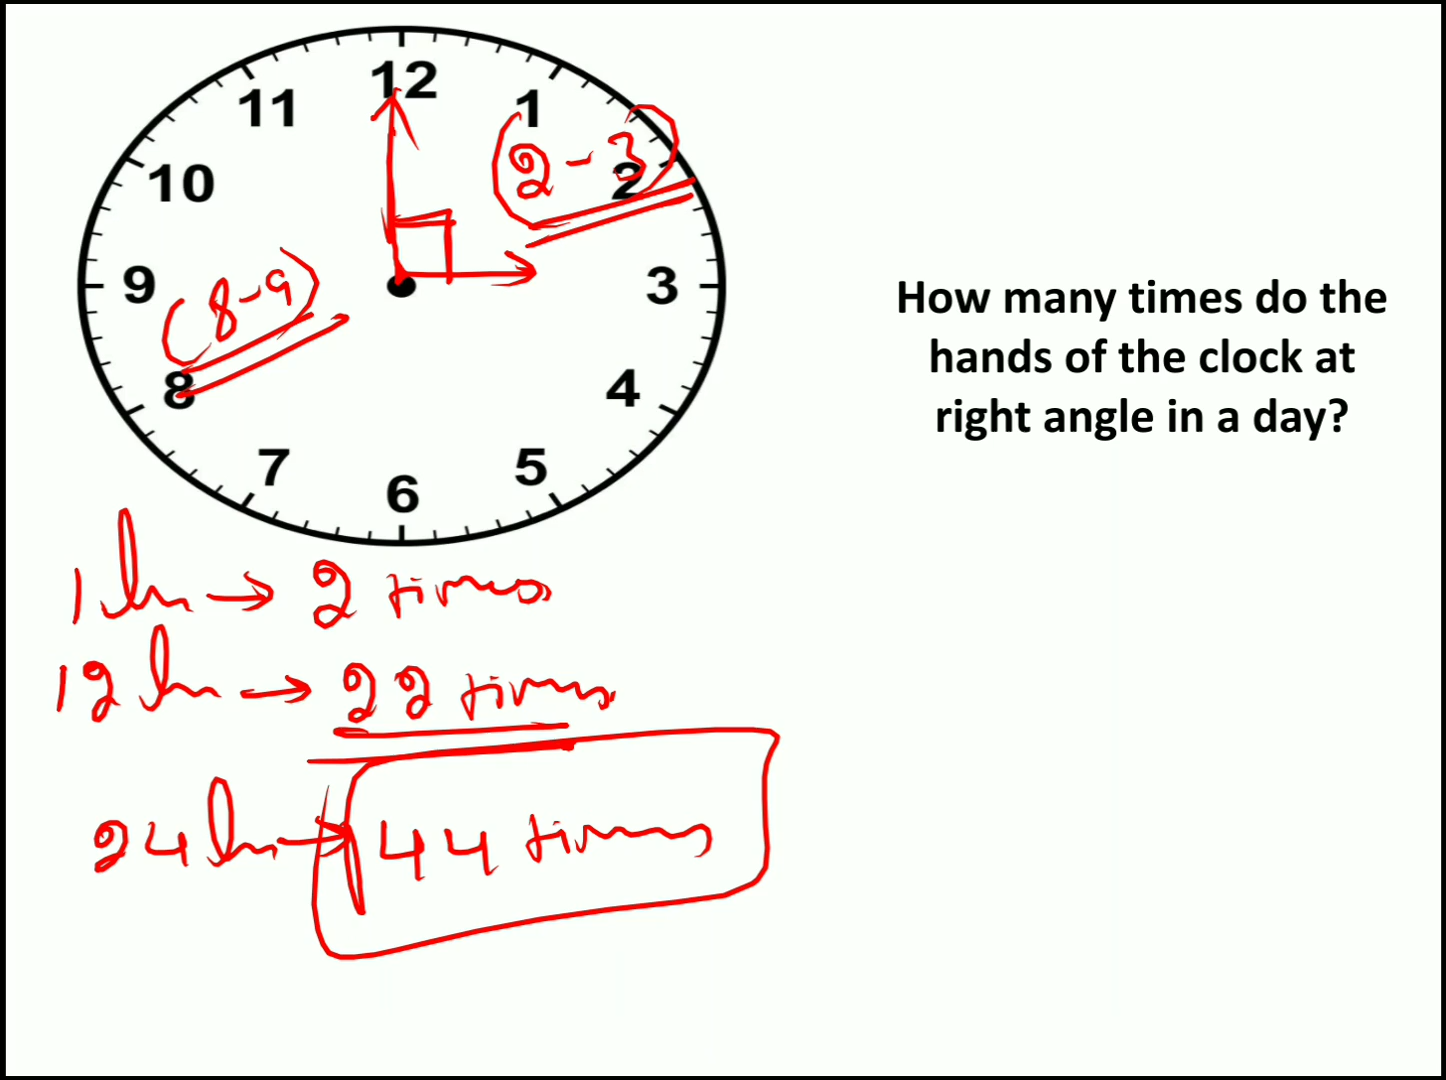 12
11
1
10
2
(2-3)
9
3
(8-9)
8
4
7
5
6
How many times do the
hands of the clock at
right angle in a day?
1 hr → 2 times
12 hr → 22 times
24 hr → 44 times